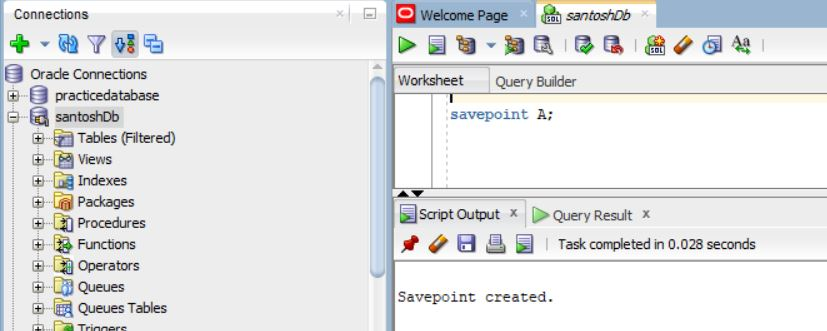 Connections
Oracle Connections
practicedatabase
santoshDb
Tables (Filtered)
Views
Indexes
Packages
Procedures
Functions
Operators
Queues
Queues Tables
Triggers
Welcome Page
santoshDb
Worksheet
Query Builder
savepoint A;
Script Output
Query Result
Task completed in 0.028 seconds
Savepoint created.